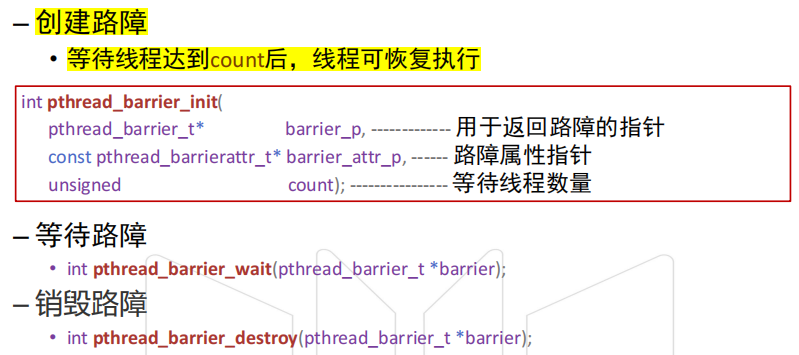 – 创建路障
• 等待线程达到count后，线程可恢复执行
int pthread_barrier_init(
pthread_barrier_t* barrier_p, ------------- 用于返回路障的指针
const pthread_barrierattr_t* barrier_attr_p, ------ 路障属性指针
unsigned count); ---------------- 等待线程数量
– 等待路障
• int pthread_barrier_wait(pthread_barrier_t *barrier);
– 销毁路障
• int pthread_barrier_destroy(pthread_barrier_t *barrier);